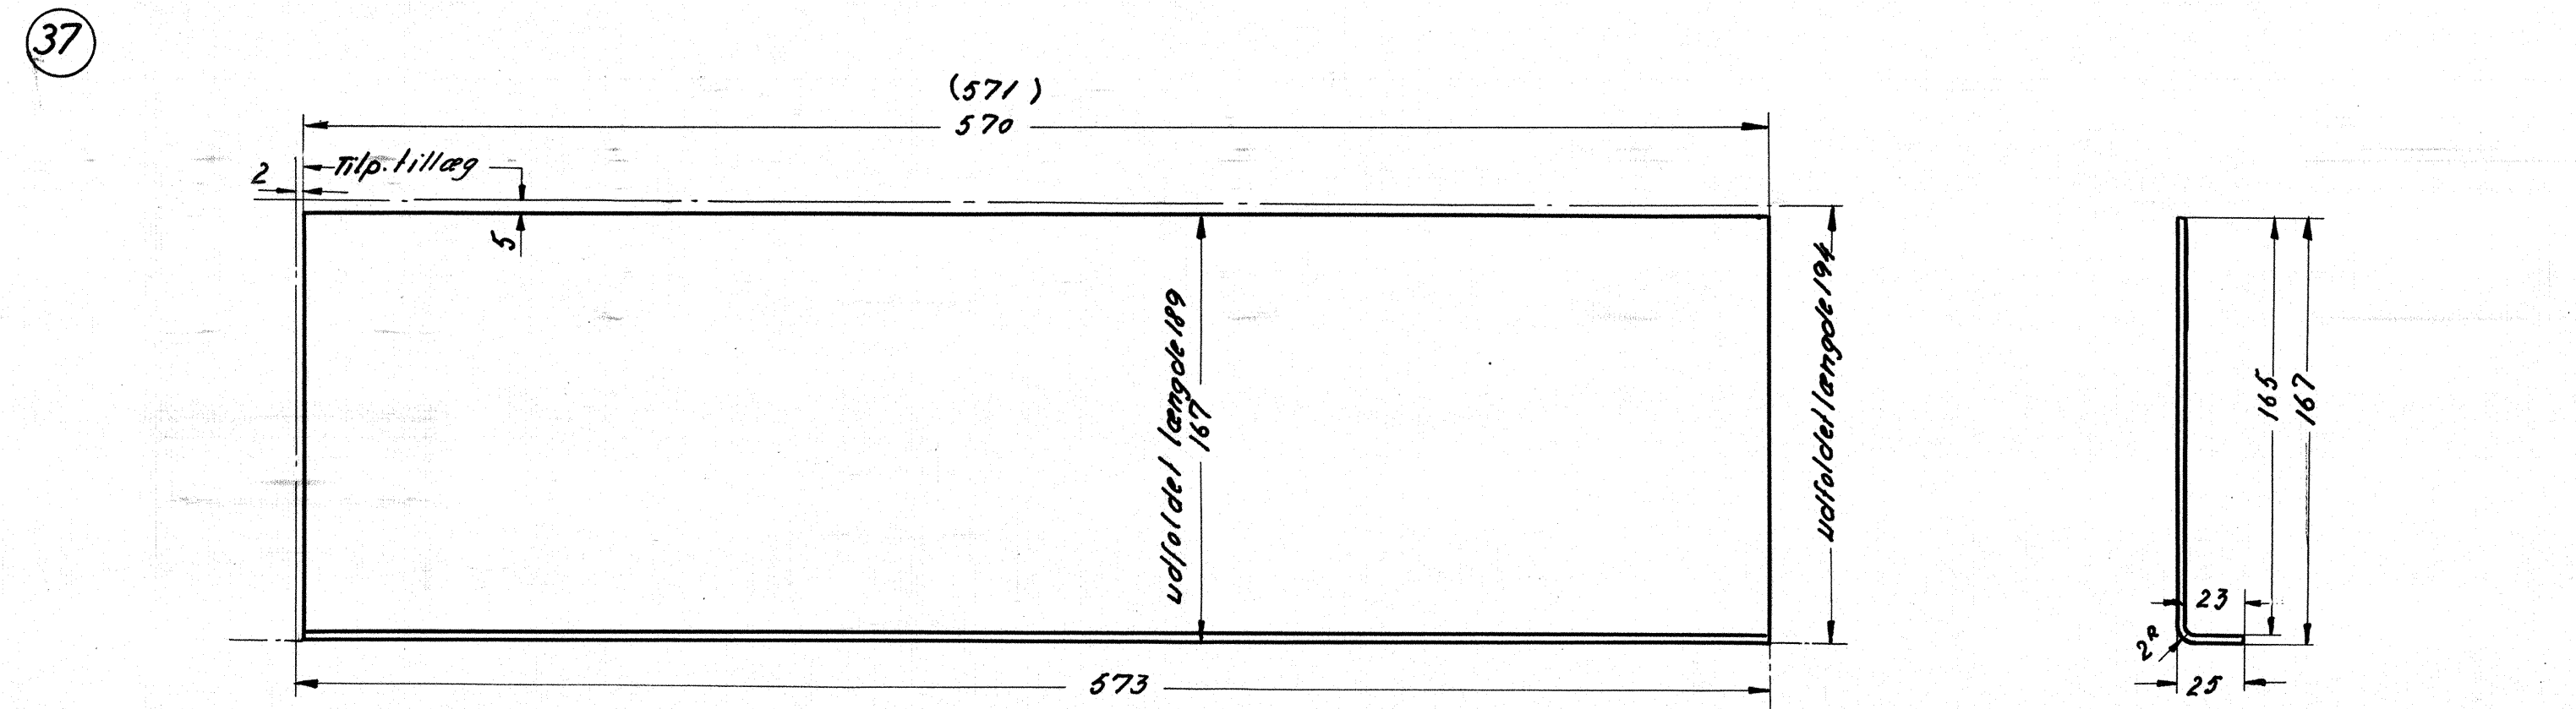 37
(571)
570
Tilp. tillæg
2
5
udfoldet længde 189
167
udfoldet længde 194
573
165
167
23
2R
25